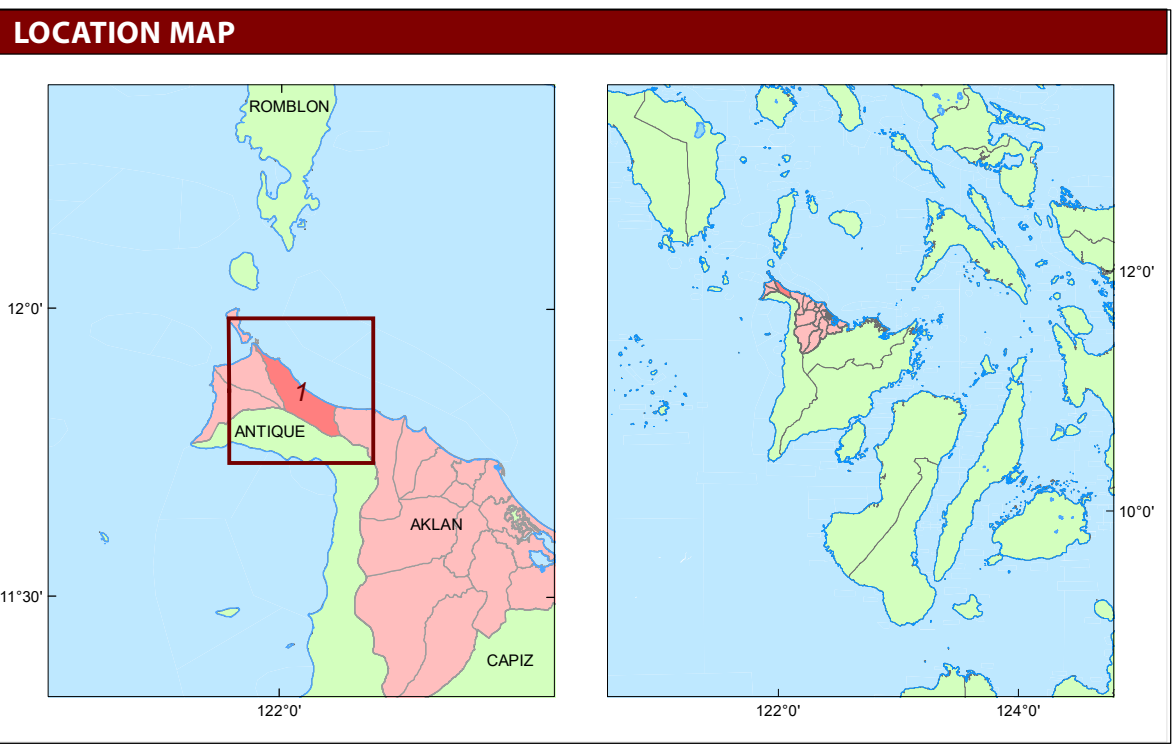 LOCATION MAP
ROMBLON
12°0'
1
ANTIQUE
AKLAN
11°30'
CAPIZ
122°0'
12°0'
10°0'
122°0'
124°0'